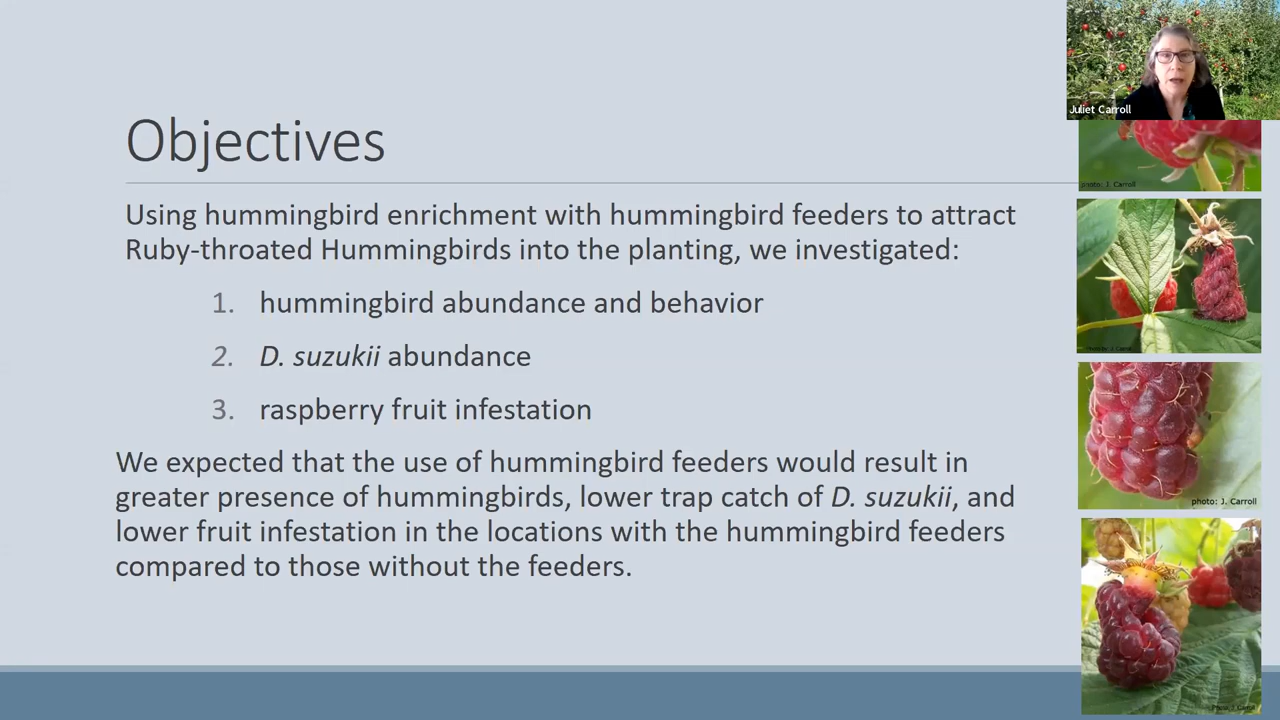 Juliet Carroll
Objectives
photo: J. Carroll
Using hummingbird enrichment with hummingbird feeders to attract
Ruby-throated Hummingbirds into the planting, we investigated:
1. hummingbird abundance and behavior
2. D. suzukii abundance
3. raspberry fruit infestation
We expected that the use of hummingbird feeders would result in
greater presence of hummingbirds, lower trap catch of D. suzukii, and
lower fruit infestation in the locations with the hummingbird feeders
compared to those without the feeders.
photo: J. Carroll